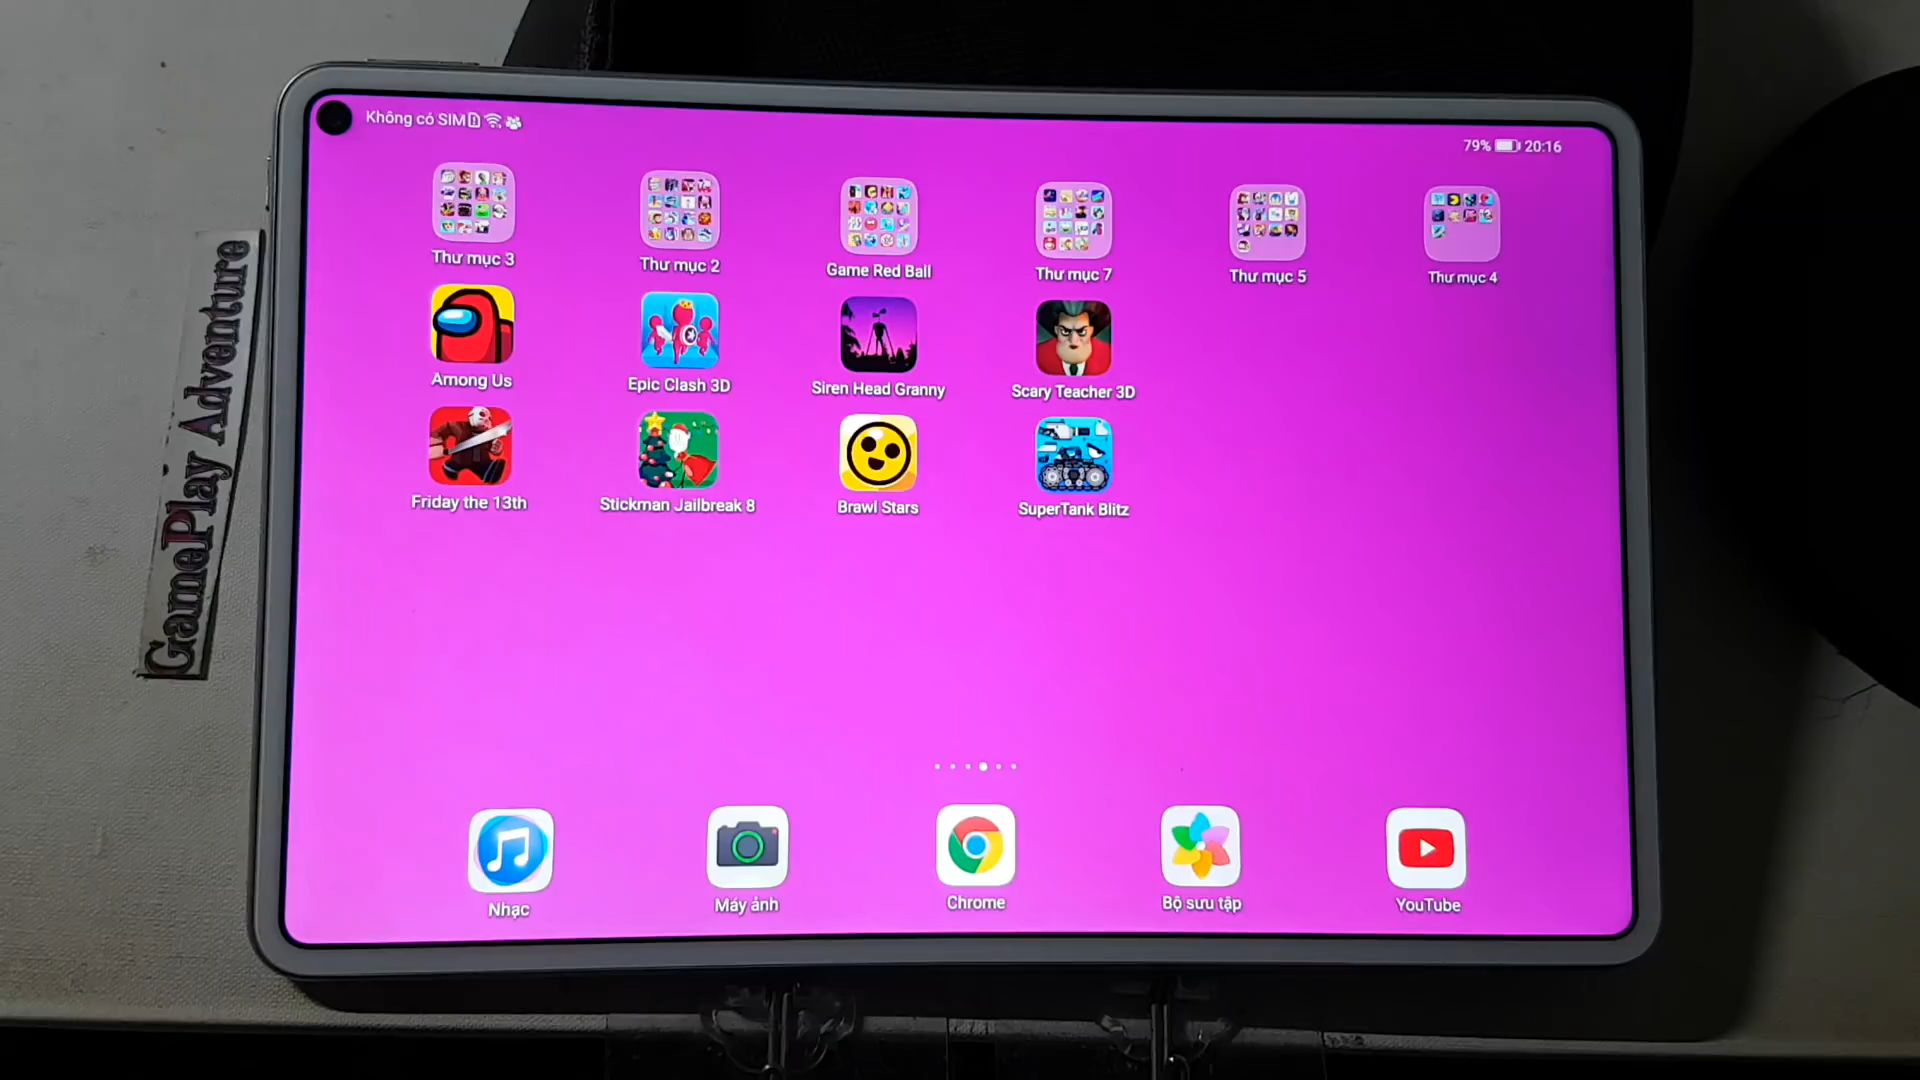 Không có SIM
79% 20:16
Thư mục 3
Thư mục 2
Game Red Ball
Thư mục 7
Thư mục 5
Thư mục 4
Among Us
Epic Clash 3D
Siren Head Granny
Scary Teacher 3D
Friday the 13th
Stickman Jailbreak 8
Brawl Stars
SuperTank Blitz
Nhạc
Máy ảnh
Chrome
Bộ sưu tập
YouTube
GamePlay Adventure